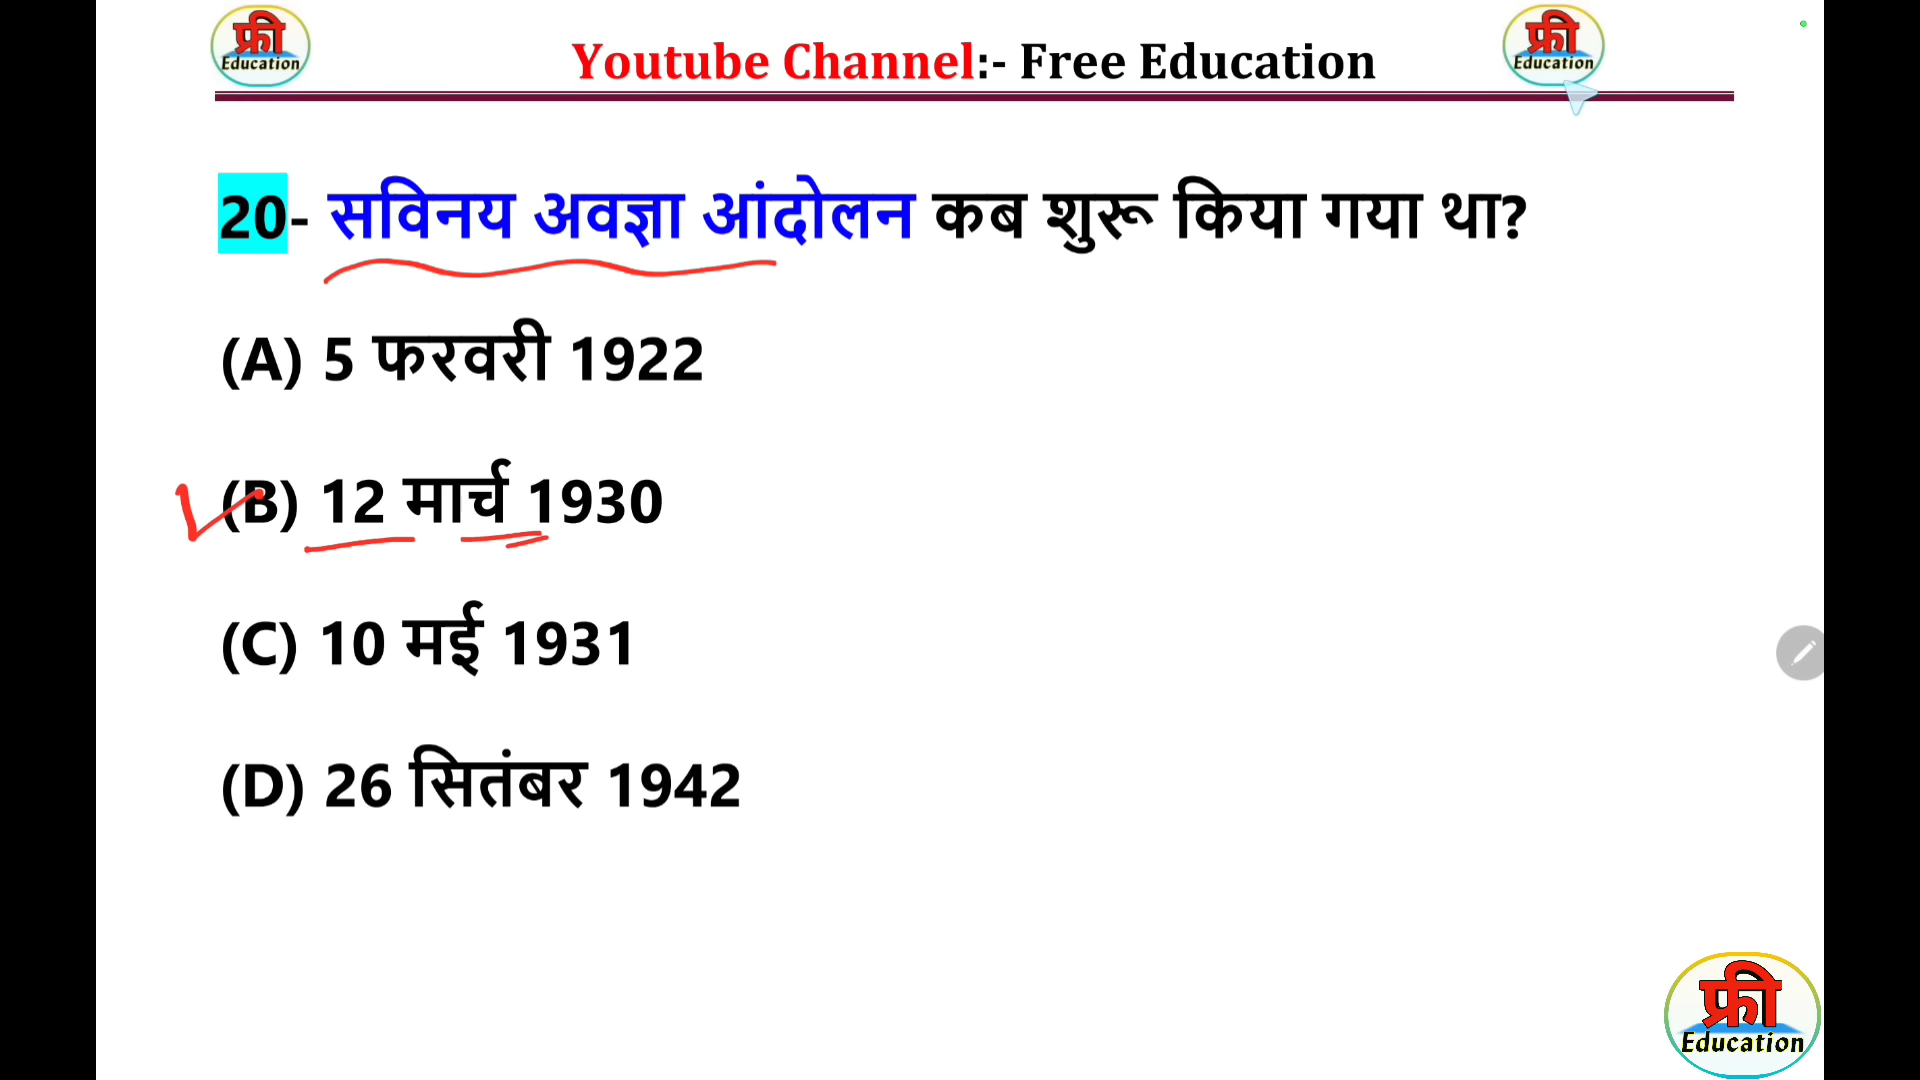 फ्री
Education
Youtube Channel:- Free Education
फ्री
Education
20- सविनय अवज्ञा आंदोलन कब शुरू किया गया था?
(A) 5 फरवरी 1922
(B) 12 मार्च 1930
(C) 10 मई 1931
(D) 26 सितंबर 1942
फ्री
Education